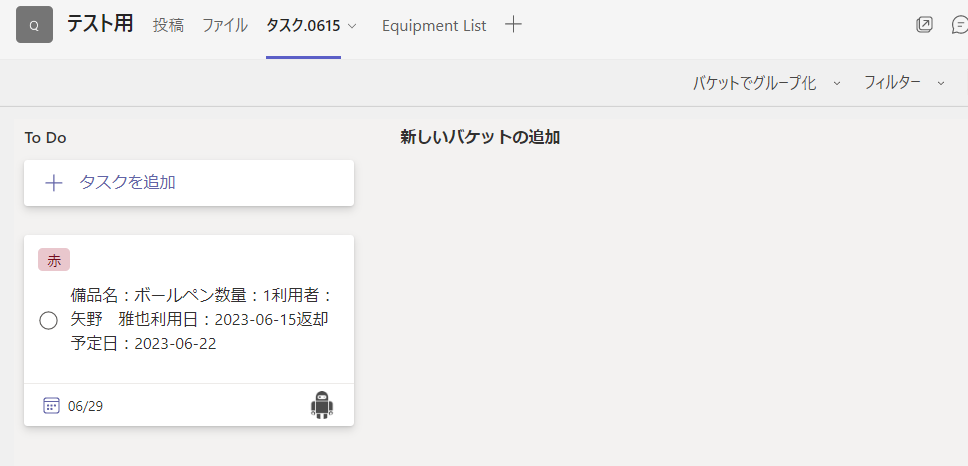 Q テスト用 投稿 ファイル タスク.0615 Equipment List
バケットでグループ化 フィルター
To Do 新しいバケットの追加
タスクを追加
赤
備品名：ボールペン数量：1利用者：
矢野　雅也利用日：2023-06-15返却
予定日：2023-06-22
06/29